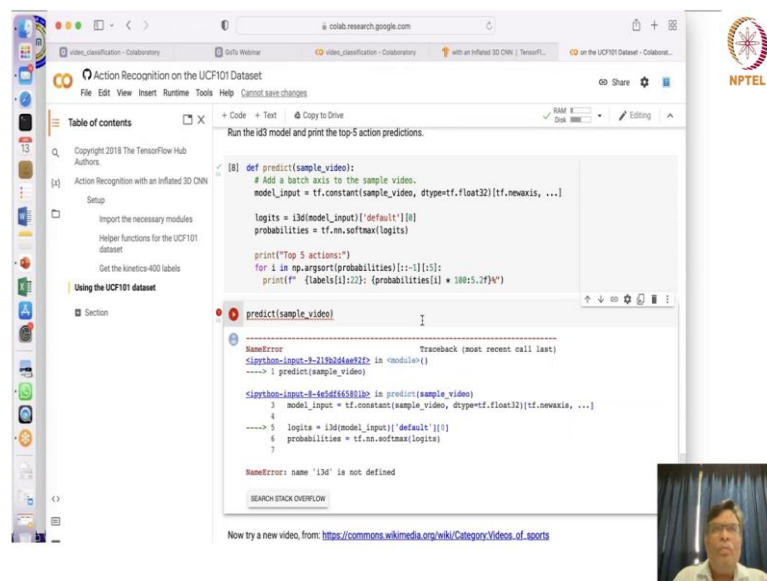 colab.research.google.com
video_classification - Colaboratory
GoTo Webinar
video_classification - Colaboratory
with an Inflated 3D CNN | TensorFl...
on the UCF101 Dataset - Colaborat...
NPTEL
Action Recognition on the UCF101 Dataset
File Edit View Insert Runtime Tools Help Cannot save changes
Share
Table of contents
+ Code + Text Copy to Drive
RAM
Disk
Editing
Run the id3 model and print the top-5 action predictions.
Copyright 2018 The TensorFlow Hub
Authors.
Action Recognition with an Inflated 3D CNN
Setup
Import the necessary modules
Helper functions for the UCF101
dataset
Get the kinetics-400 labels
Using the UCF101 dataset
Section
[8] def predict(sample_video):
# Add a batch axis to the sample video.
model_input = tf.constant(sample_video, dtype=tf.float32)[tf.newaxis, ...]
logits = i3d(model_input)['default'][0]
probabilities = tf.nn.softmax(logits)
print("Top 5 actions:")
for i in np.argsort(probabilities)[::-1][:5]:
print(f" {labels[i]:22}: {probabilities[i] * 100:5.2f}%")
predict(sample_video)
NameError Traceback (most recent call last)
<ipython-input-9-219b2d4ae92f> in <module>()
----> 1 predict(sample_video)
<ipython-input-8-4e5df665801b> in predict(sample_video)
3 model_input = tf.constant(sample_video, dtype=tf.float32)[tf.newaxis, ...]
4
----> 5 logits = i3d(model_input)['default'][0]
6 probabilities = tf.nn.softmax(logits)
7
NameError: name 'i3d' is not defined
SEARCH STACK OVERFLOW
Now try a new video, from: https://commons.wikimedia.org/wiki/Category:Videos_of_sports
13